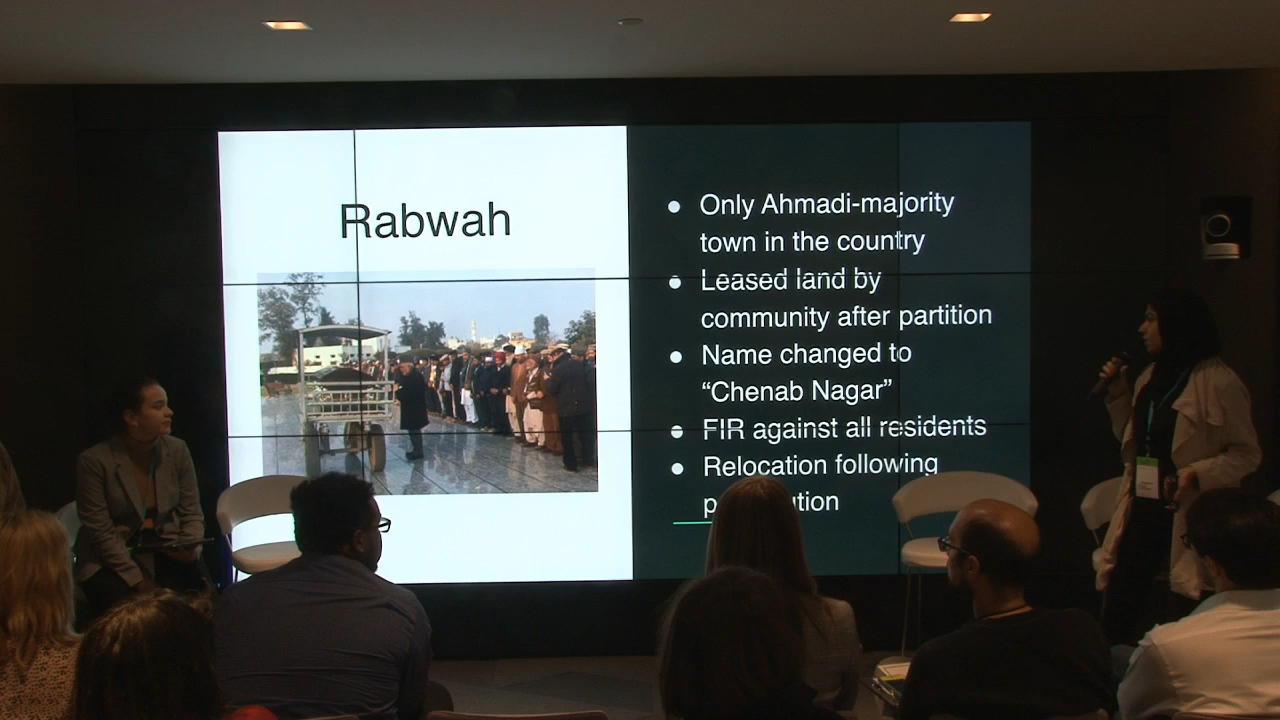 Rabwah
● Only Ahmadi-majority
town in the country
● Leased land by
community after partition
● Name changed to
“Chenab Nagar”
● FIR against all residents
● Relocation following